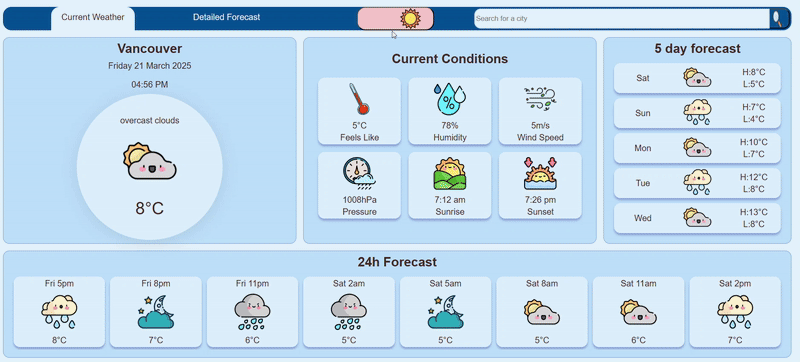 Current Weather
Detailed Forecast
Search for a city
Vancouver
Friday 21 March 2025
04:56 PM
overcast clouds
8°C
Current Conditions
5°C
Feels Like
78%
Humidity
5m/s
Wind Speed
1008hPa
Pressure
7:12 am
Sunrise
7:26 pm
Sunset
5 day forecast
Sat
H:8°C
L:5°C
Sun
H:7°C
L:4°C
Mon
H:10°C
L:7°C
Tue
H:12°C
L:8°C
Wed
H:13°C
L:8°C
24h Forecast
Fri 5pm
8°C
Fri 8pm
7°C
Fri 11pm
6°C
Sat 2am
5°C
Sat 5am
5°C
Sat 8am
5°C
Sat 11am
6°C
Sat 2pm
7°C